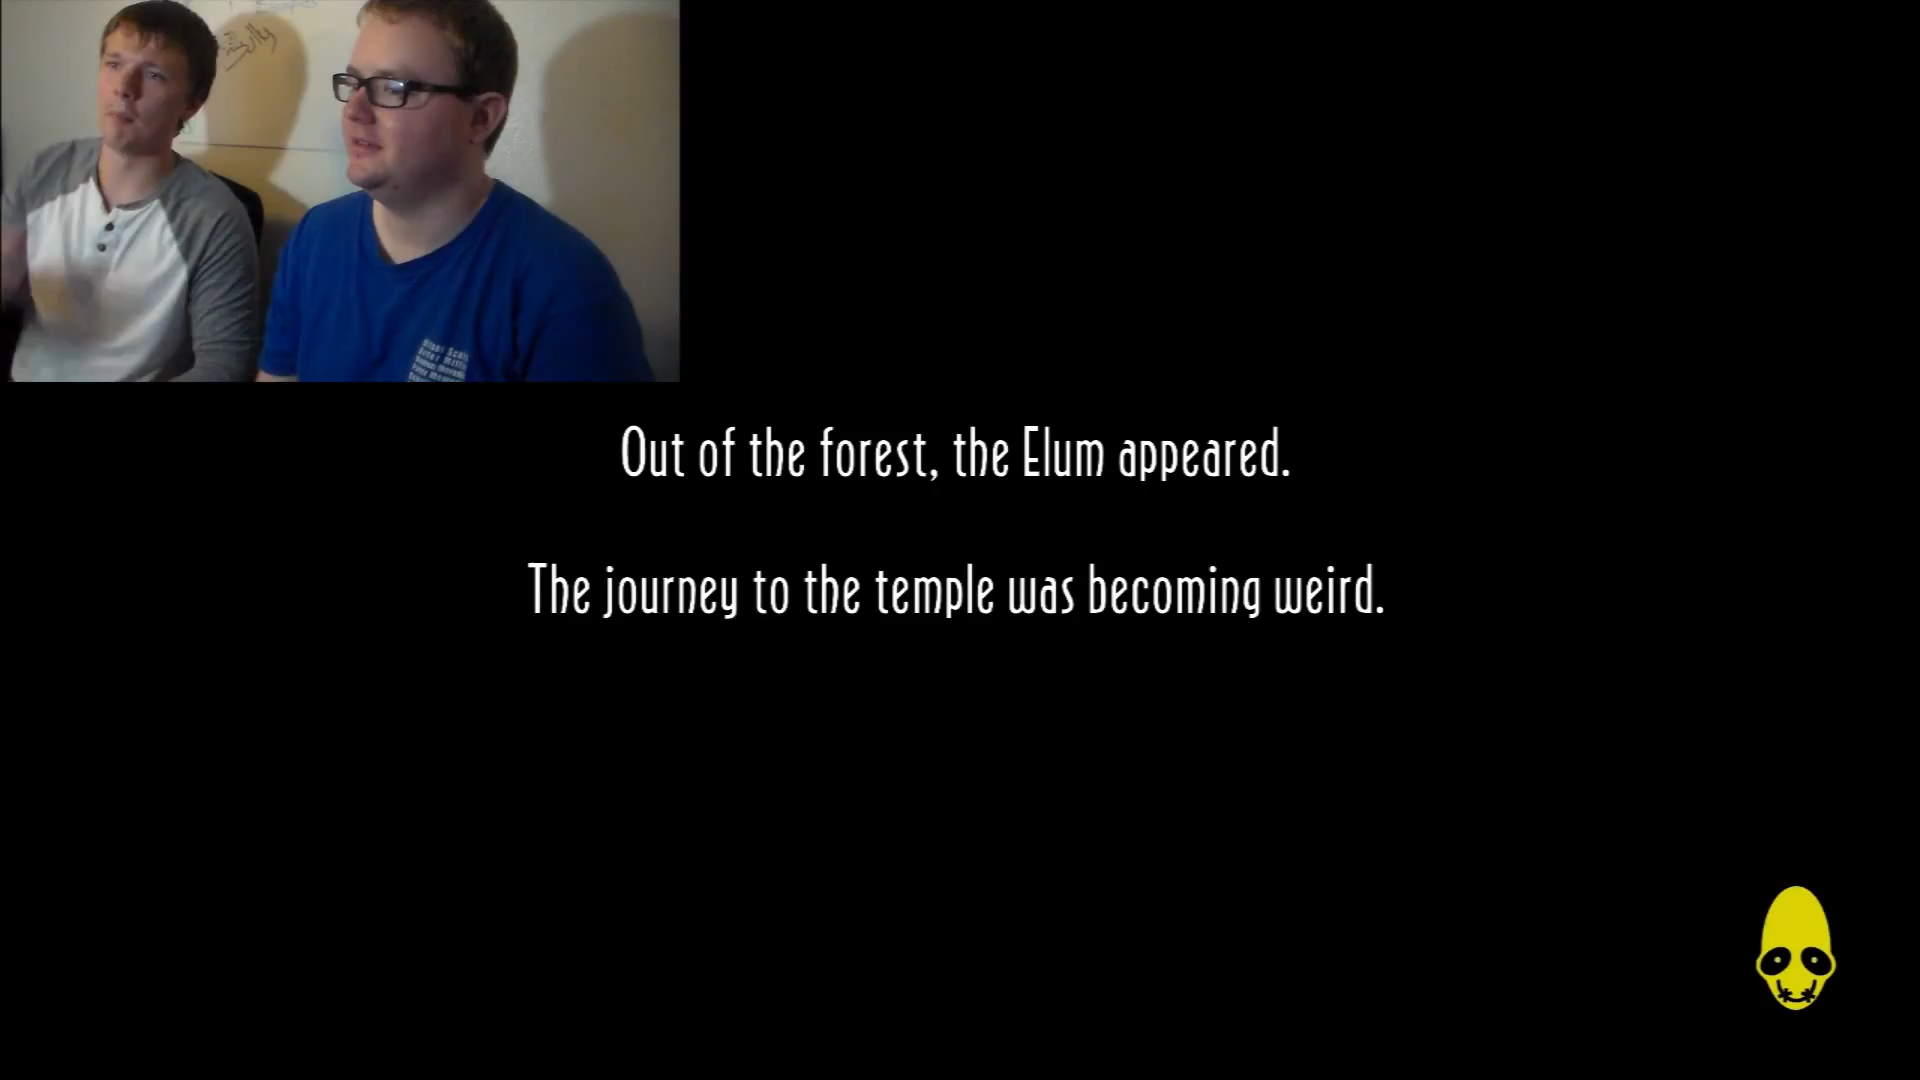 Out of the forest, the Elum appeared.
The journey to the temple was becoming weird.